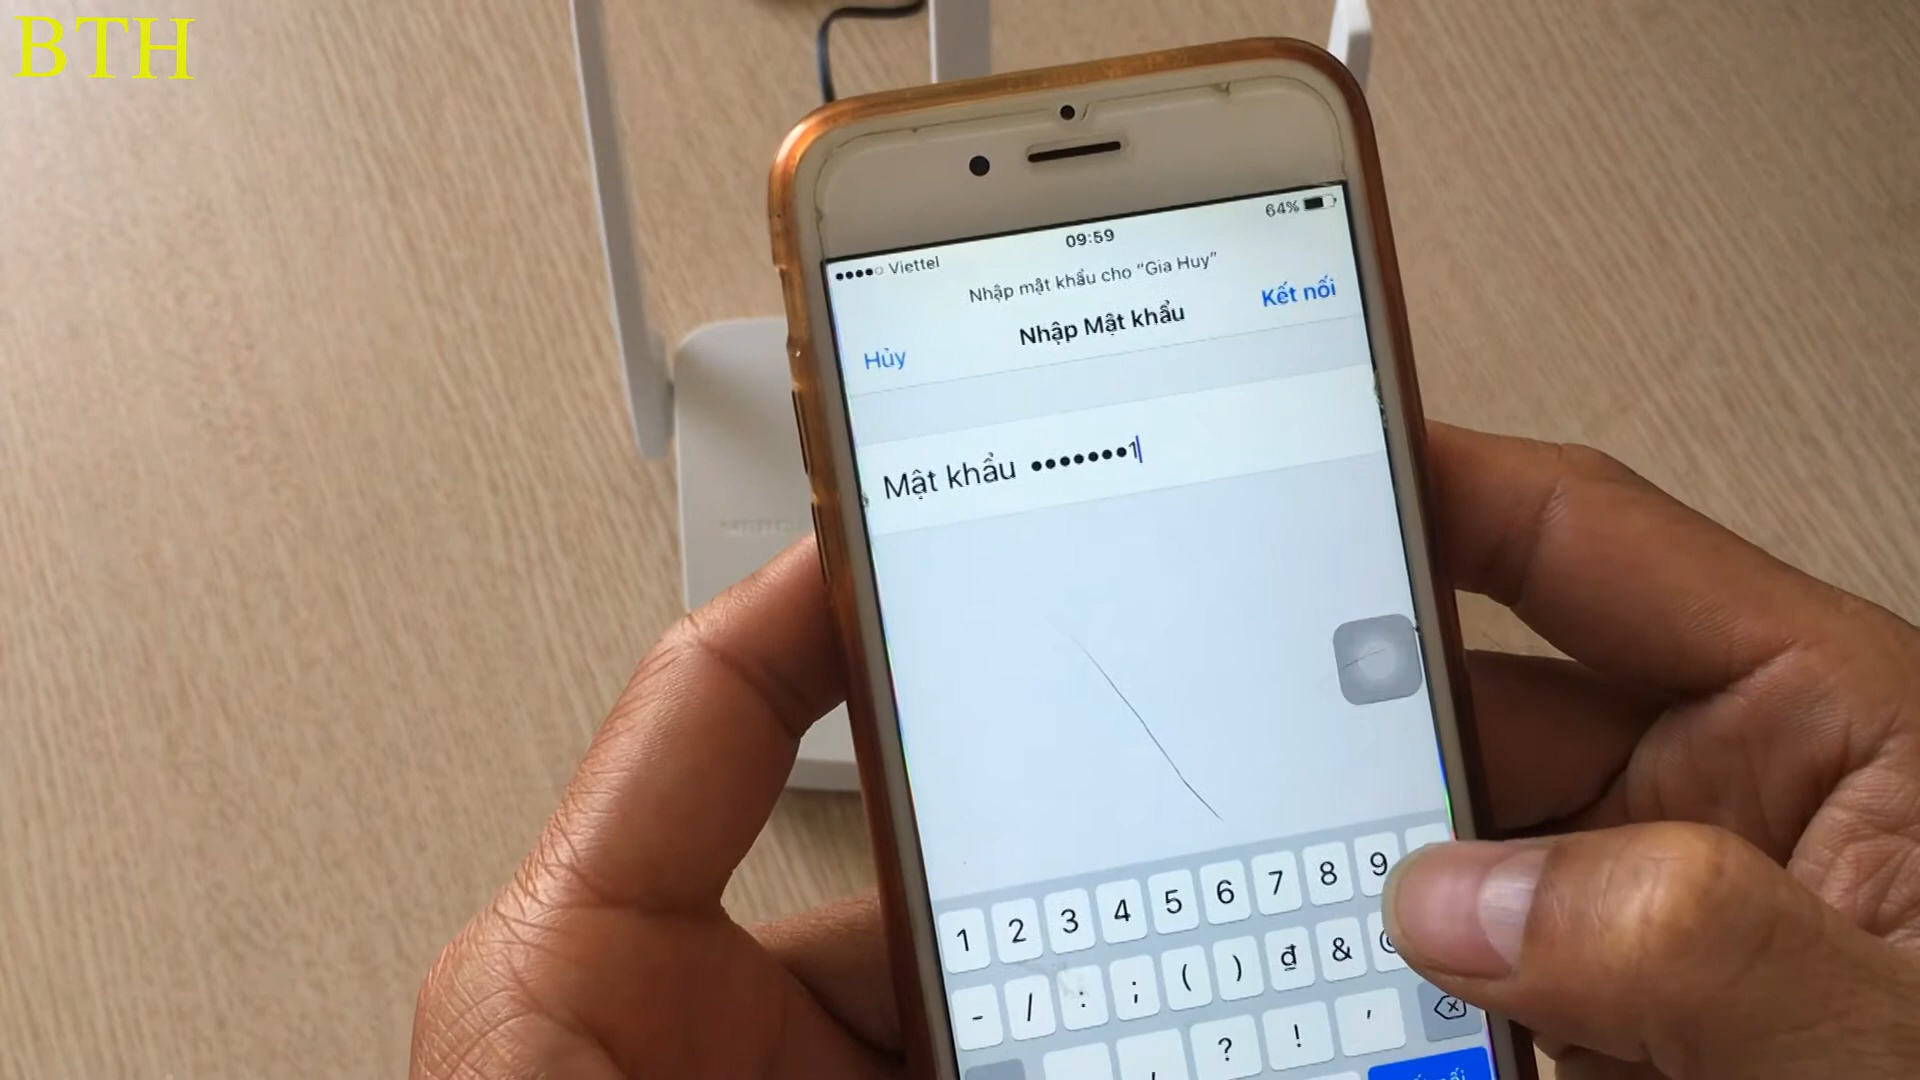 BTH
64%
09:59
●●●●○ Viettel
Nhập mật khẩu cho “Gia Huy”
Hủy
Nhập Mật khẩu
Kết nối
Mật khẩu •••••••1
1 2 3 4 5 6 7 8 9
- / : ; ( ) đ & @
? ! ’